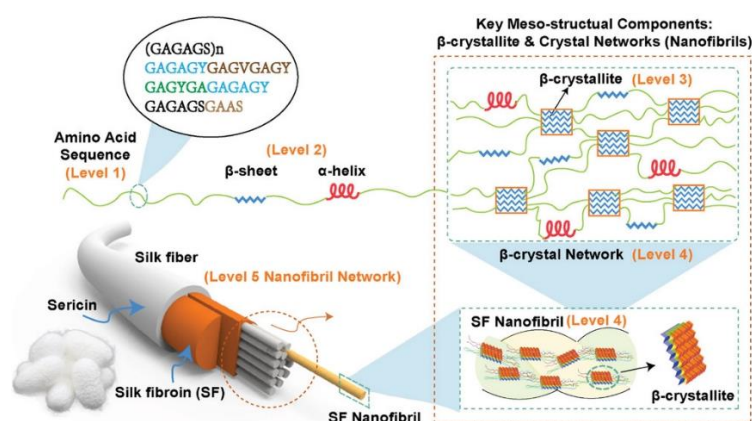 Key Meso-structual Components:
β-crystallite & Crystal Networks (Nanofibrils)
(GAGAGS)n
GAGAGYGAGVGAGY
GAGYGAGAGAGY
GAGAGSGAAS
Amino Acid
Sequence
(Level 1)
(Level 2)
β-sheet
α-helix
β-crystallite (Level 3)
β-crystal Network (Level 4)
Silk fiber
(Level 5 Nanofibril Network)
Sericin
Silk fibroin (SF)
SF Nanofibril
SF Nanofibril (Level 4)
β-crystallite